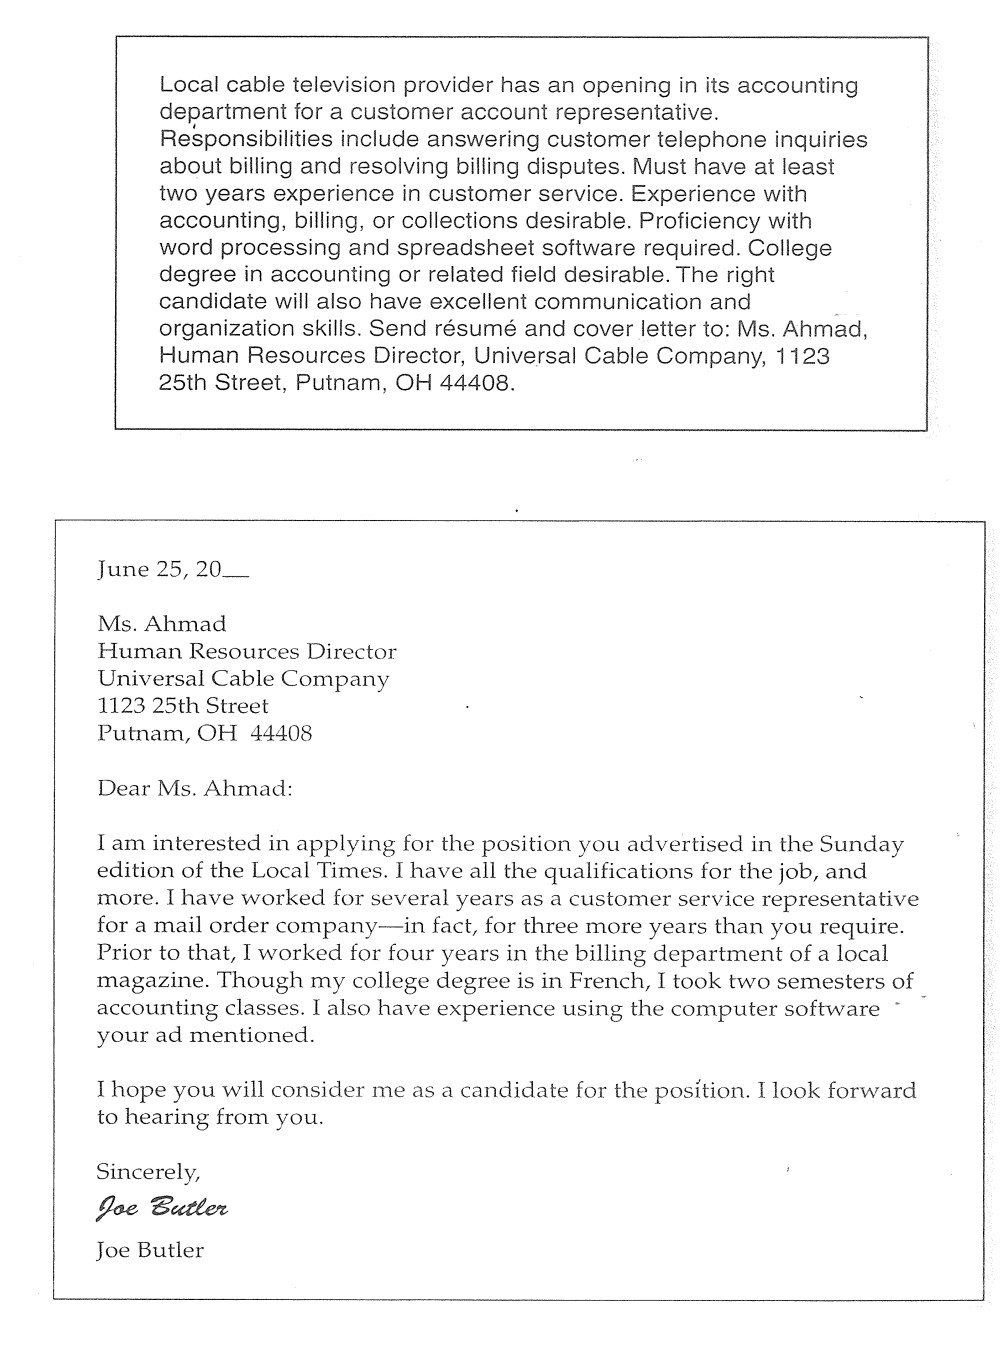 Local cable television provider has an opening in its accounting
department for a customer account representative.
Responsibilities include answering customer telephone inquiries
about billing and resolving billing disputes. Must have at least
two years experience in customer service. Experience with
accounting, billing, or collections desirable. Proficiency with
word processing and spreadsheet software required. College
degree in accounting or related field desirable. The right
candidate will also have excellent communication and
organization skills. Send résumé and cover letter to: Ms. Ahmad,
Human Resources Director, Universal Cable Company, 1123
25th Street, Putnam, OH 44408.
June 25, 20__
Ms. Ahmad
Human Resources Director
Universal Cable Company
1123 25th Street
Putnam, OH  44408
Dear Ms. Ahmad:
I am interested in applying for the position you advertised in the Sunday
edition of the Local Times. I have all the qualifications for the job, and
more. I have worked for several years as a customer service representative
for a mail order company—in fact, for three more years than you require.
Prior to that, I worked for four years in the billing department of a local
magazine. Though my college degree is in French, I took two semesters of
accounting classes. I also have experience using the computer software
your ad mentioned.
I hope you will consider me as a candidate for the position. I look forward
to hearing from you.
Sincerely,
Joe Butler
Joe Butler